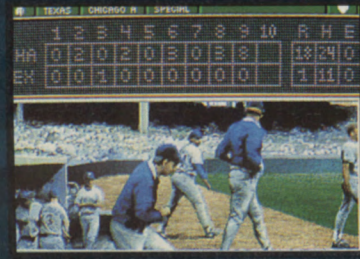 TEXAS CHICAGO A SPECIAL
1 2 3 4 5 6 7 8 9 10 R H E
HA 0 2 0 2 0 3 0 3 8 18 24 0
EX 0 0 1 0 0 0 0 0 0 1 11 0